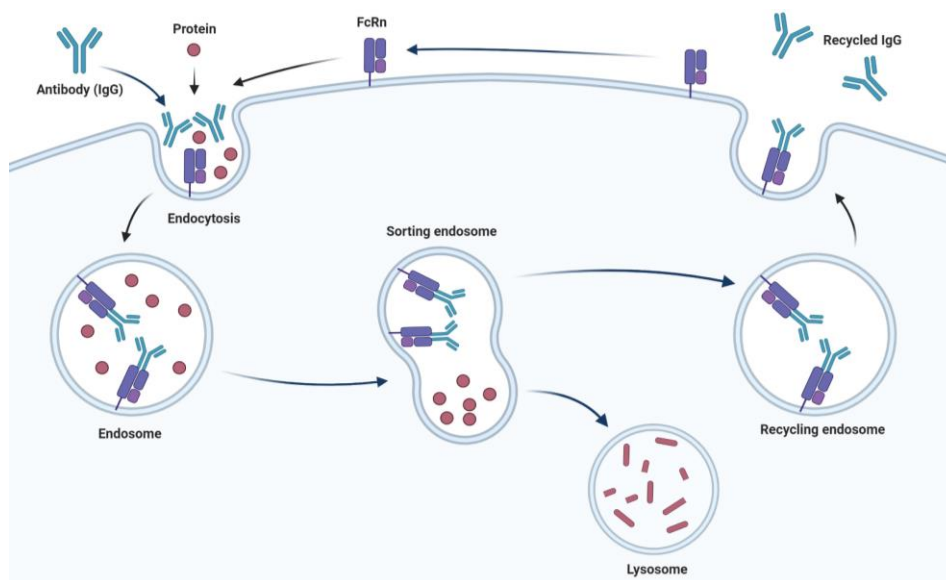 FcRn
Protein
Recycled IgG
Antibody (IgG)
Endocytosis
Sorting endosome
Endosome
Recycling endosome
Lysosome